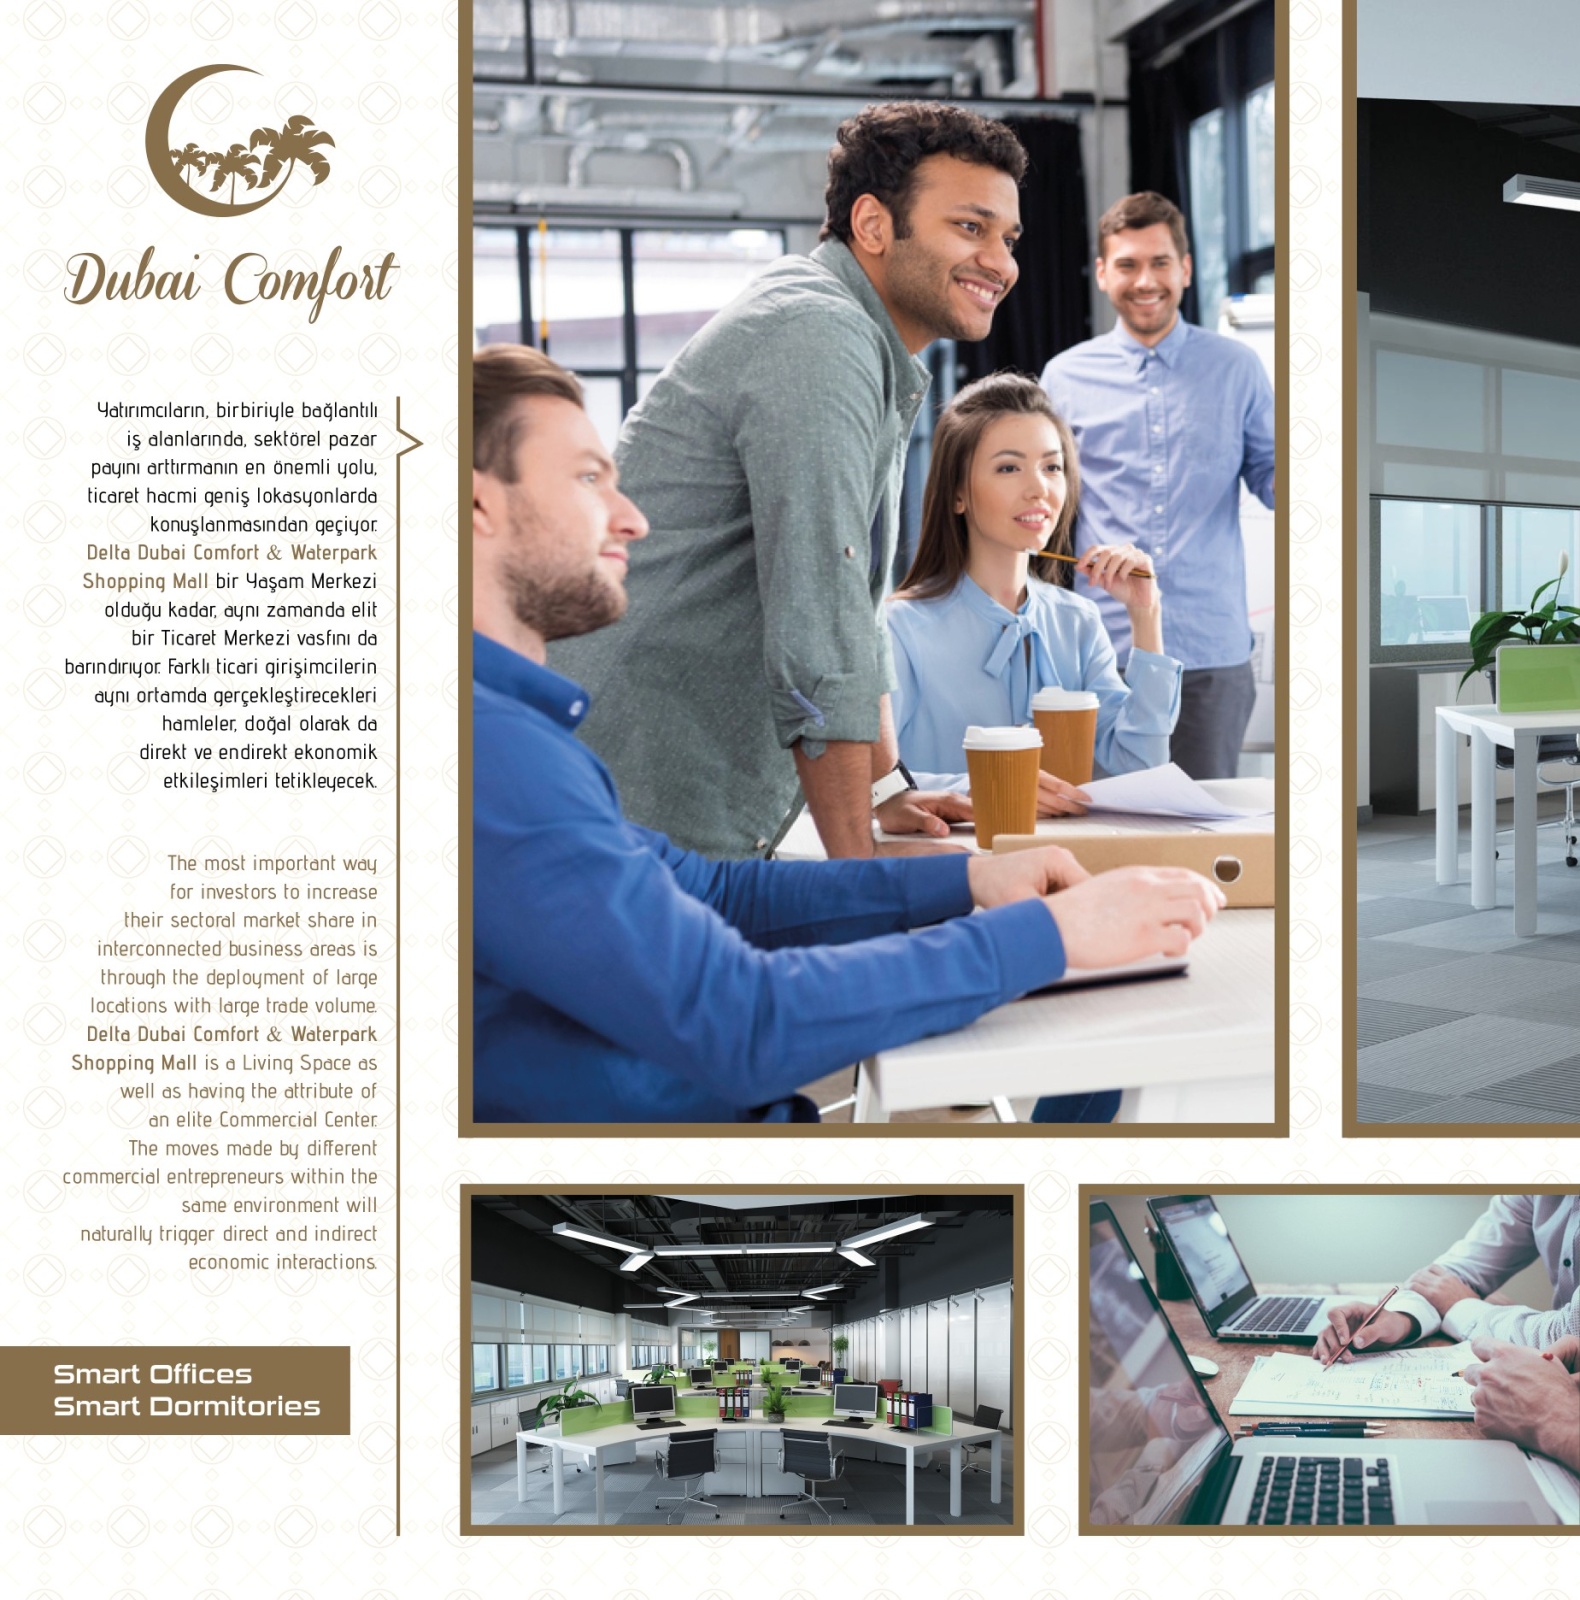 Dubai Comfort
Yatırımcıların, birbiriyle bağlantılı
iş alanlarında, sektörel pazar
payını arttırmanın en önemli yolu,
ticaret hacmi geniş lokasyonlarda
konuşlanmasından geçiyor.
Delta Dubai Comfort & Waterpark
Shopping Mall bir Yaşam Merkezi
olduğu kadar, aynı zamanda elit
bir Ticaret Merkezi vasfını da
barındırıyor. Farklı ticari girişimcilerin
aynı ortamda gerçekleştirecekleri
hamleler, doğal olarak da
direkt ve endirekt ekonomik
etkileşimleri tetikleyecek.
The most important way
for investors to increase
their sectoral market share in
interconnected business areas is
through the deployment of large
locations with large trade volume.
Delta Dubai Comfort & Waterpark
Shopping Mall is a Living Space as
well as having the attribute of
an elite Commercial Center.
The moves made by different
commercial entrepreneurs within the
same environment will
naturally trigger direct and indirect
economic interactions.
Smart Offices
Smart Dormitories